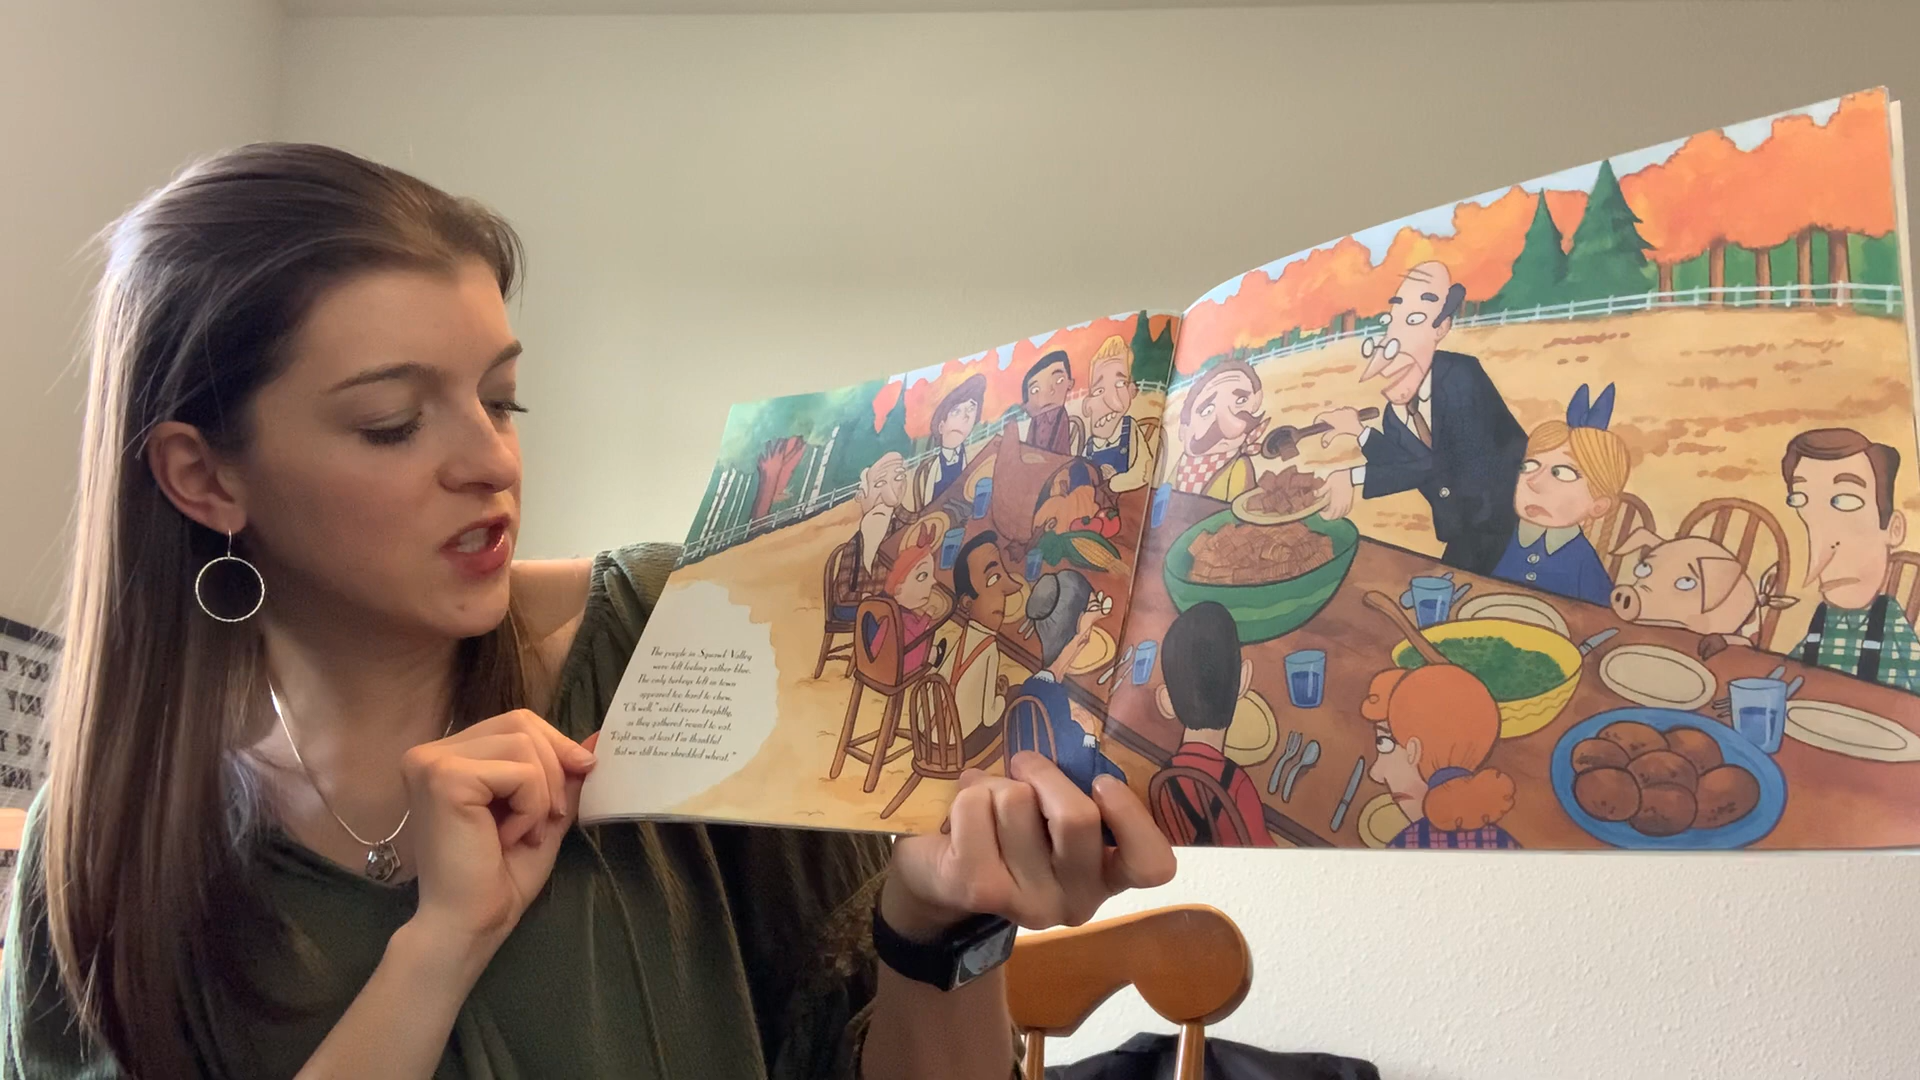 The people in Squawk Valley
were left feeling rather blue.
The only turkeys left in town
appeared too hard to chew.
"Oh well," said Beezer brightly,
as they gathered 'round to eat.
"Right now, at least I'm thankful
that we still have shredded wheat."